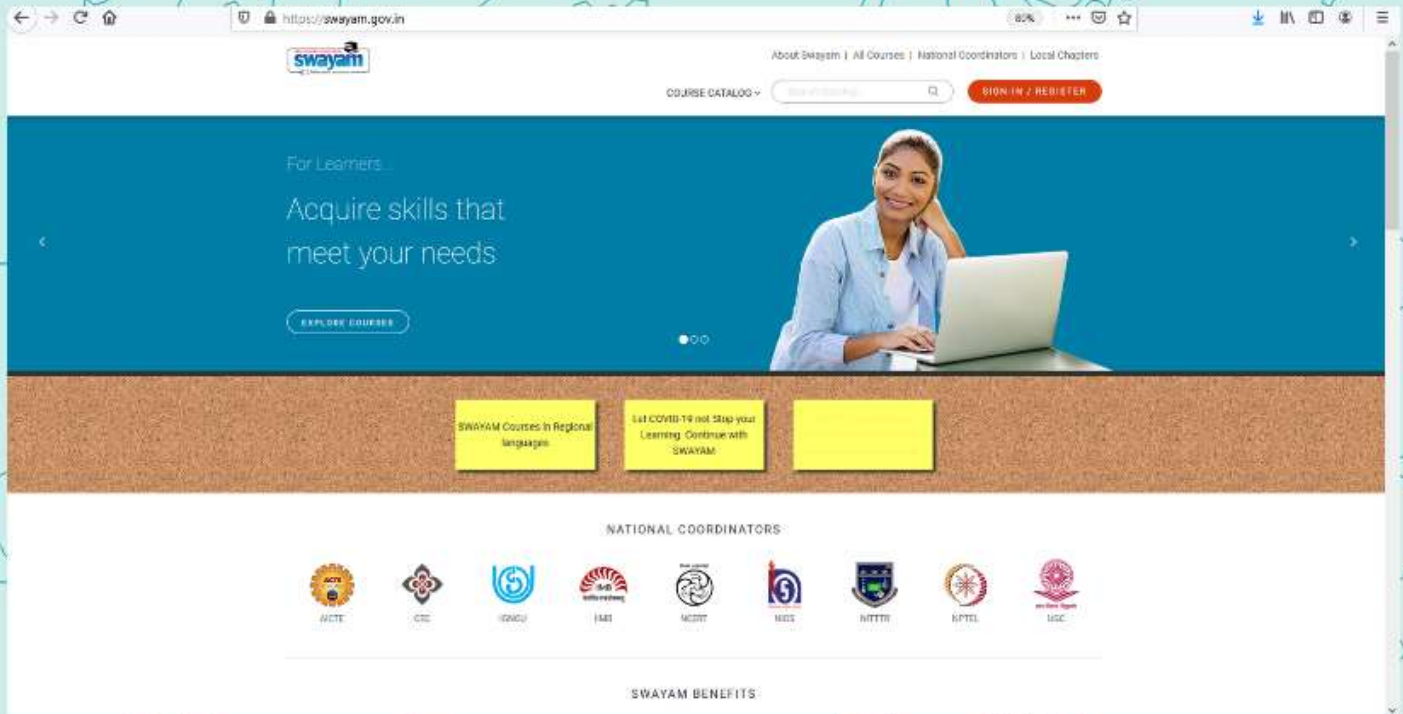 https://swayam.gov.in
80%
swayam
About Swayam | All Courses | National Coordinators | Local Chapters
COURSE CATALOG
SIGN-IN / REGISTER
For Learners...
Acquire skills that
meet your needs
EXPLORE COURSES
SWAYAM Courses in Regional
languages
Let COVID-19 not Stop your
Learning. Continue with
SWAYAM
NATIONAL COORDINATORS
AICTE
CEC
IGNOU
IIMB
NCERT
NIOS
NITTTR
NPTEL
UGC
SWAYAM BENEFITS